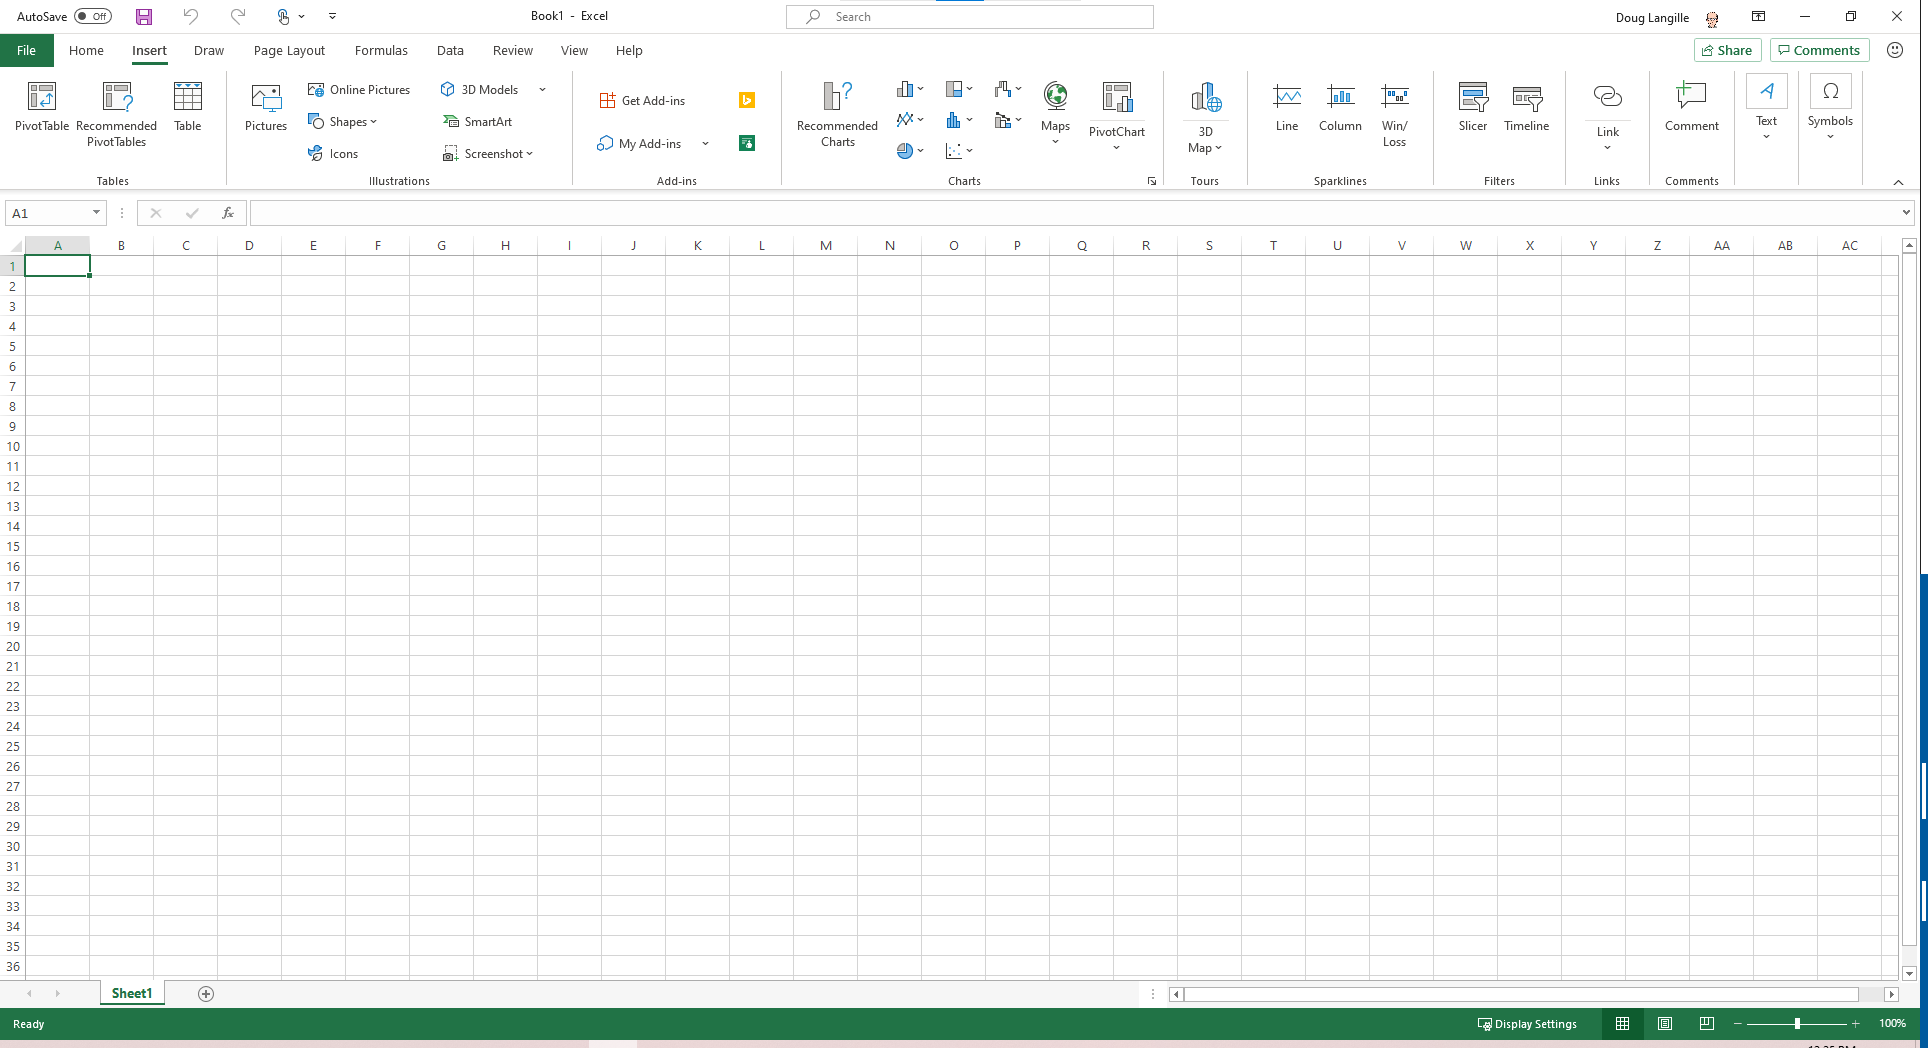 AutoSave Off Book1 - Excel Search Doug Langille
File Home Insert Draw Page Layout Formulas Data Review View Help Share Comments
PivotTable
Recommended
PivotTables
Table
Tables
Pictures
Online Pictures
Shapes
Icons
3D Models
SmartArt
Screenshot
Illustrations
Get Add-ins
My Add-ins
Add-ins
Recommended
Charts
Maps
PivotChart
Charts
3D
Map
Tours
Line
Column
Win/
Loss
Sparklines
Slicer
Timeline
Filters
Link
Links
Comment
Comments
Text
Symbols
A1 fx
A B C D E F G H I J K L M N O P Q R S T U V W X Y Z AA AB AC
1
2
3
4
5
6
7
8
9
10
11
12
13
14
15
16
17
18
19
20
21
22
23
24
25
26
27
28
29
30
31
32
33
34
35
36
Sheet1
Ready Display Settings 100%